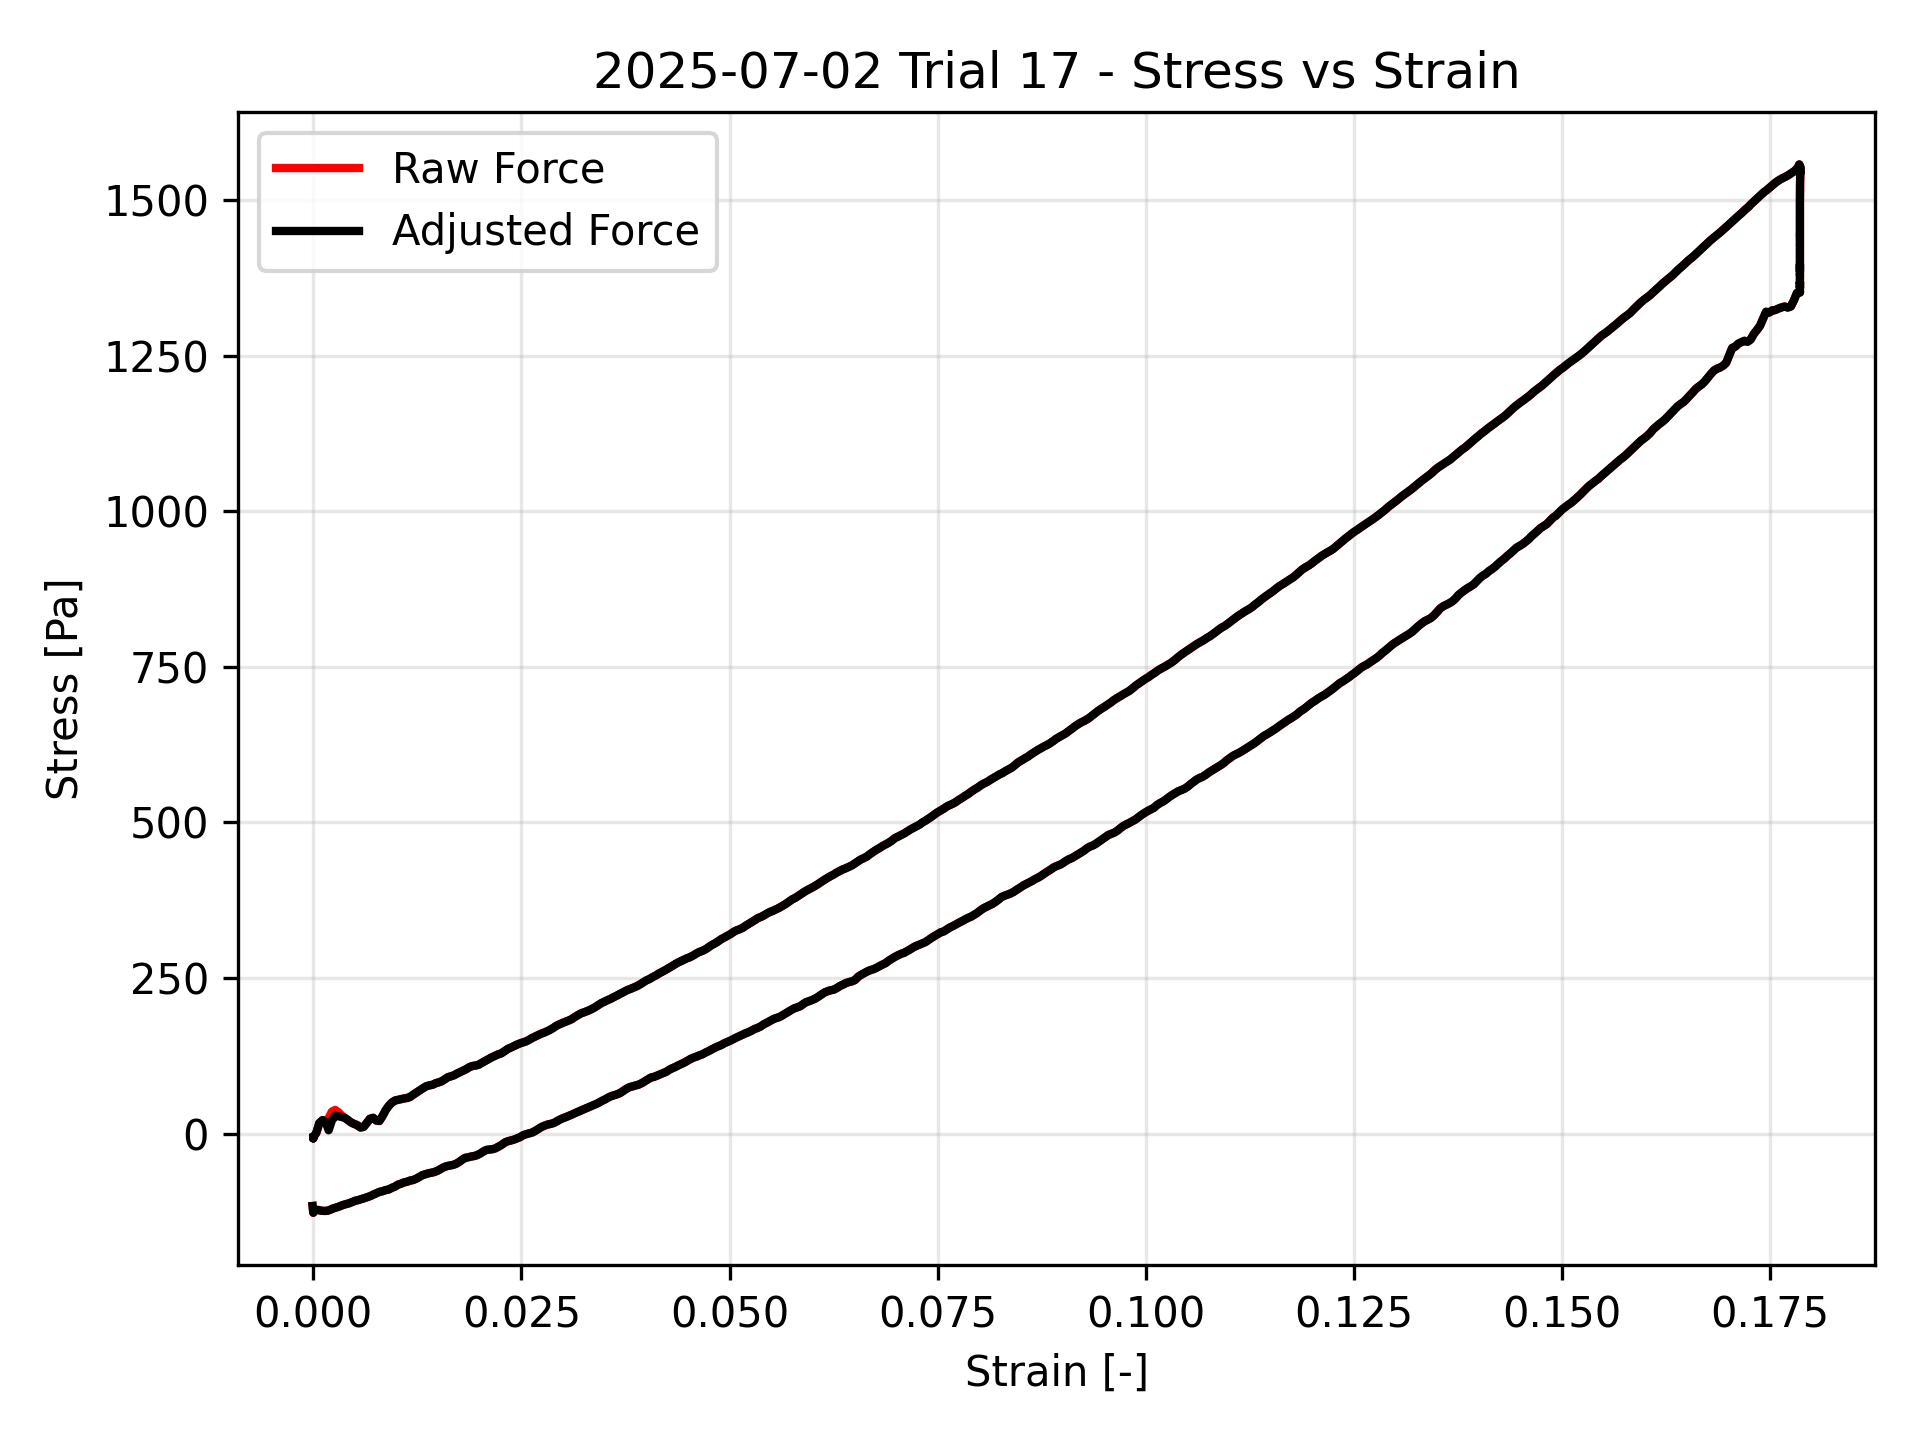 2025-07-02 Trial 17 - Stress vs Strain
Raw Force
Adjusted Force
1500
1250
1000
750
500
250
0
Stress [Pa]
0.000 0.025 0.050 0.075 0.100 0.125 0.150 0.175
Strain [-]